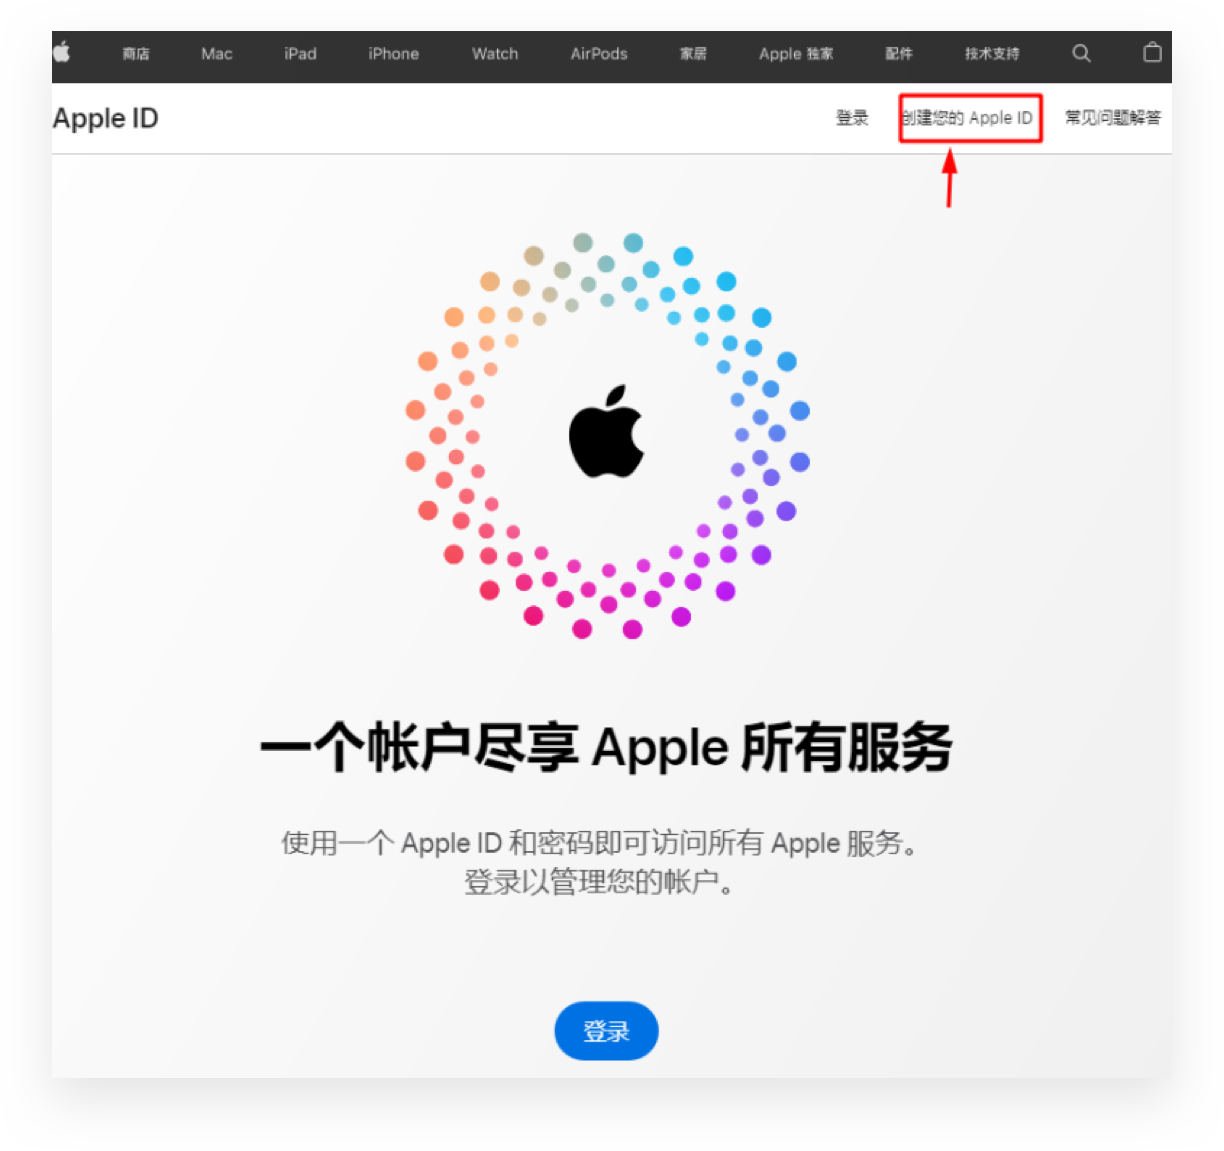 商店 Mac iPad iPhone Watch AirPods 家居 Apple 独家 配件 技术支持
Apple ID 登录 创建您的 Apple ID 常见问题解答
一个帐户尽享 Apple 所有服务
使用一个 Apple ID 和密码即可访问所有 Apple 服务。
登录以管理您的帐户。
登录